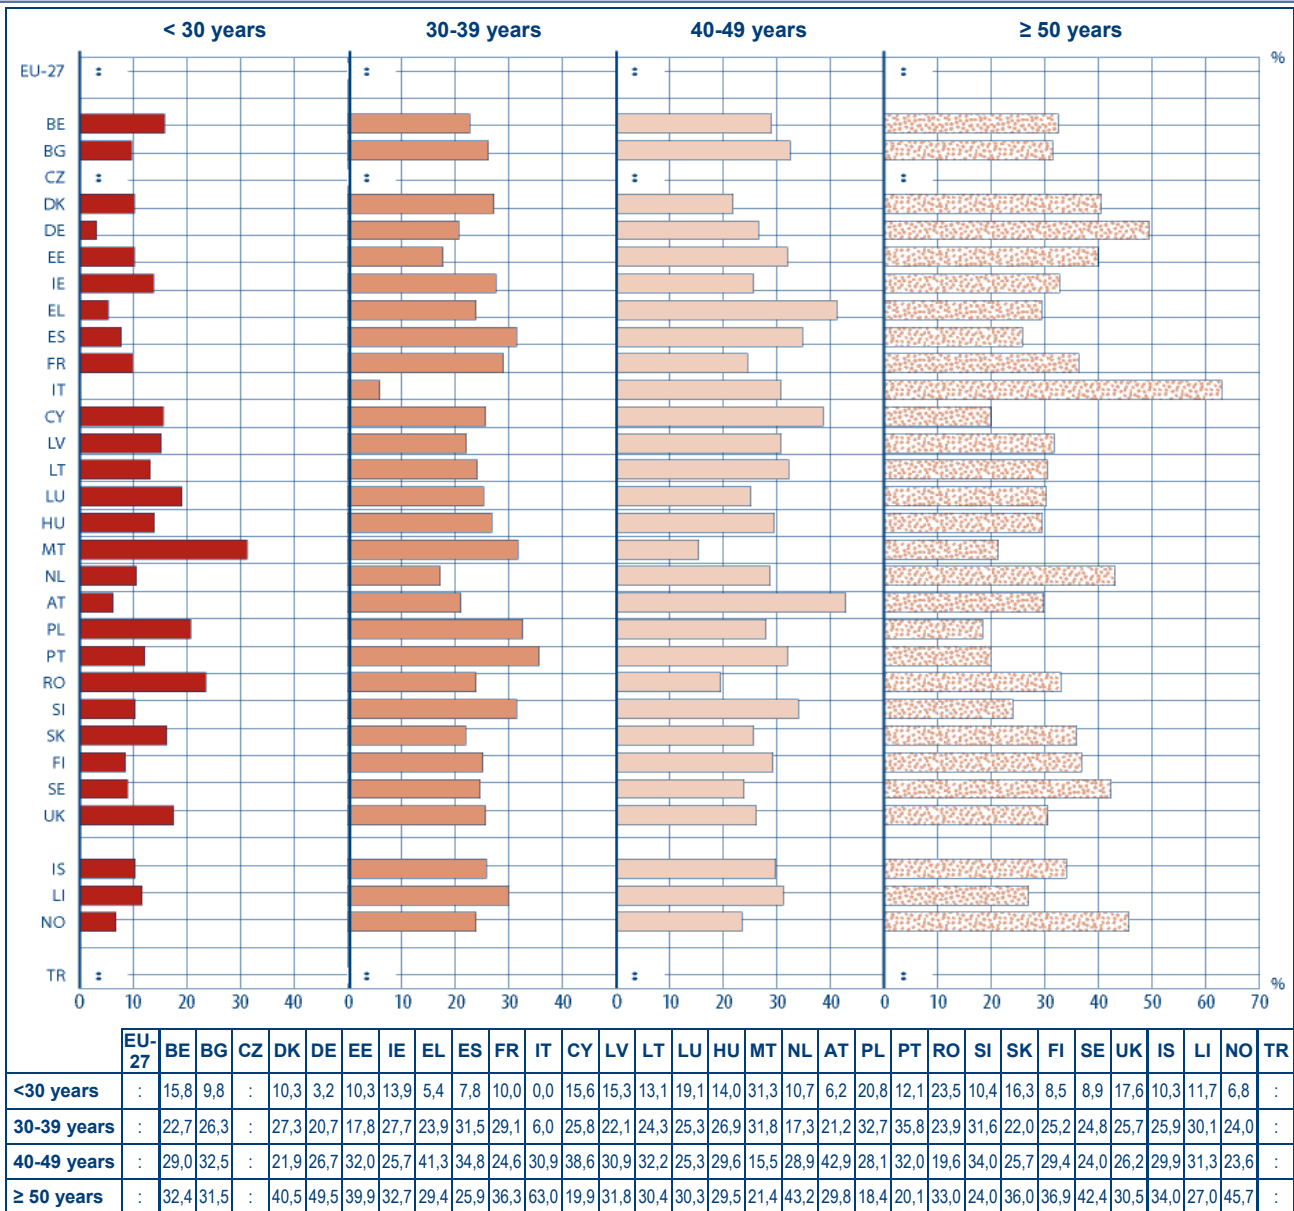 < 30 years 30-39 years 40-49 years ≥ 50 years
%
EU-27 : : : :
BE
BG
CZ : : : :
DK
DE
EE
IE
EL
ES
FR
IT
CY
LV
LT
LU
HU
MT
NL
AT
PL
PT
RO
SI
SK
FI
SE
UK
IS
LI
NO
TR : : : :
%
0 10 20 30 40 0 10 20 30 40 0 10 20 30 40 0 10 20 30 40 50 60 70
EU-27 BE BG CZ DK DE EE IE EL ES FR IT CY LV LT LU HU MT NL AT PL PT RO SI SK FI SE UK IS LI NO TR
<30 years : 15,8 9,8 : 10,3 3,2 10,3 13,9 5,4 7,8 10,0 0,0 15,6 15,3 13,1 19,1 14,0 31,3 10,7 6,2 20,8 12,1 23,5 10,4 16,3 8,5 8,9 17,6 10,3 11,7 6,8 :
30-39 years : 22,7 26,3 : 27,3 20,7 17,8 27,7 23,9 31,5 29,1 6,0 25,8 22,1 24,3 25,3 26,9 31,8 17,3 21,2 32,7 35,8 23,9 31,6 22,0 25,2 24,8 25,7 25,9 30,1 24,0 :
40-49 years : 29,0 32,5 : 21,9 26,7 32,0 25,7 41,3 34,8 24,6 30,9 38,6 30,9 32,2 25,3 29,6 15,5 28,9 42,9 28,1 32,0 19,6 34,0 25,7 29,4 24,0 26,2 29,9 31,3 23,6 :
≥ 50 years : 32,4 31,5 : 40,5 49,5 39,9 32,7 29,4 25,9 36,3 63,0 19,9 31,8 30,4 30,3 29,5 21,4 43,2 29,8 18,4 20,1 33,0 24,0 36,0 36,9 42,4 30,5 34,0 27,0 45,7 :